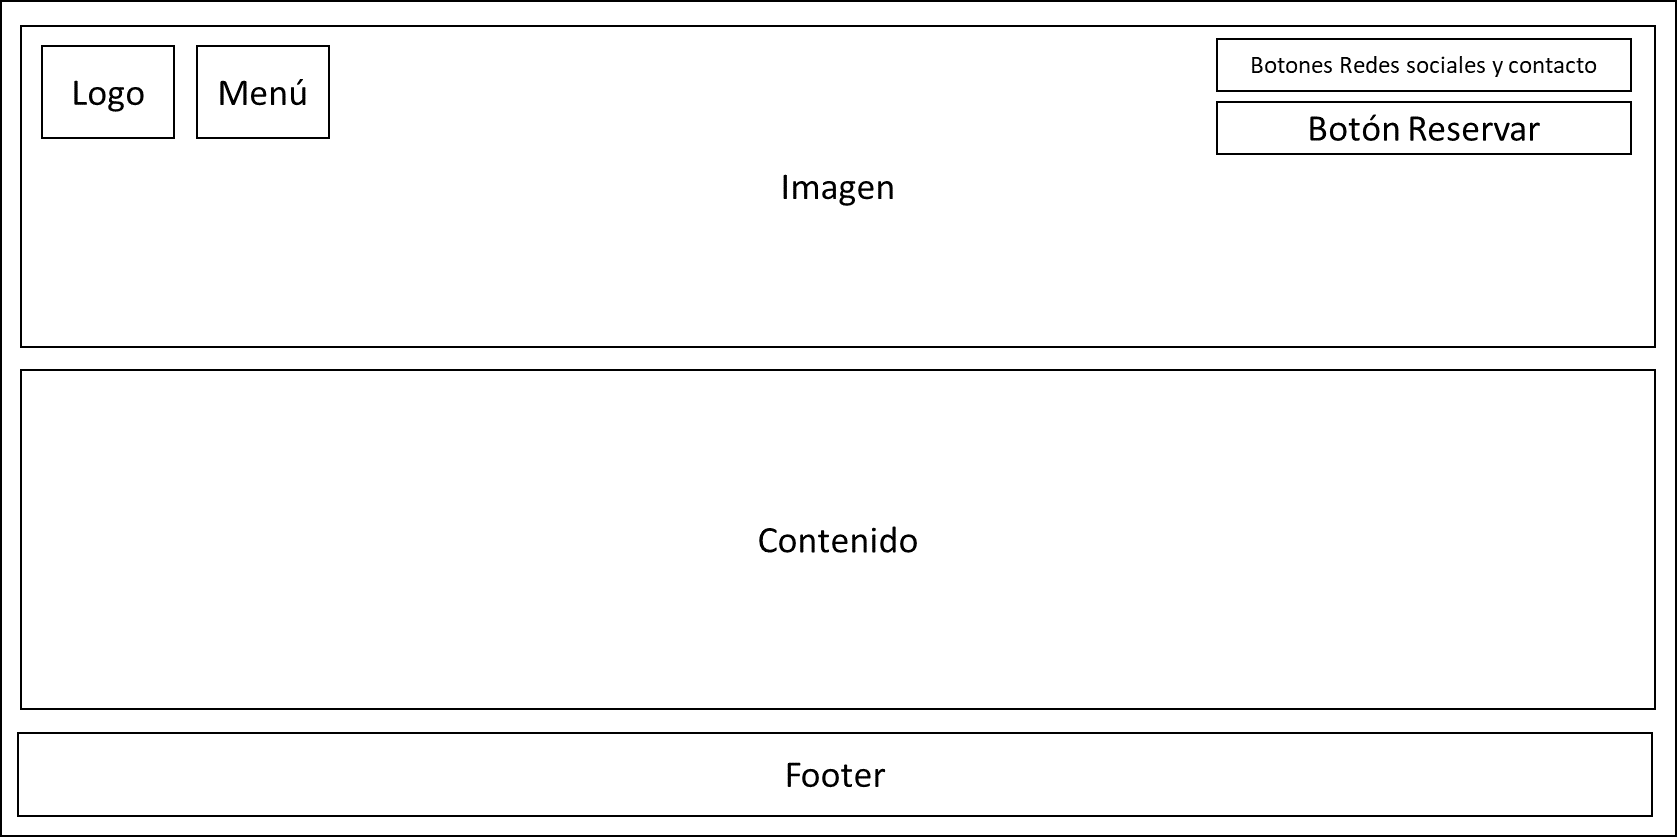 Logo
Menú
Botones Redes sociales y contacto
Botón Reservar
Imagen
Contenido
Footer